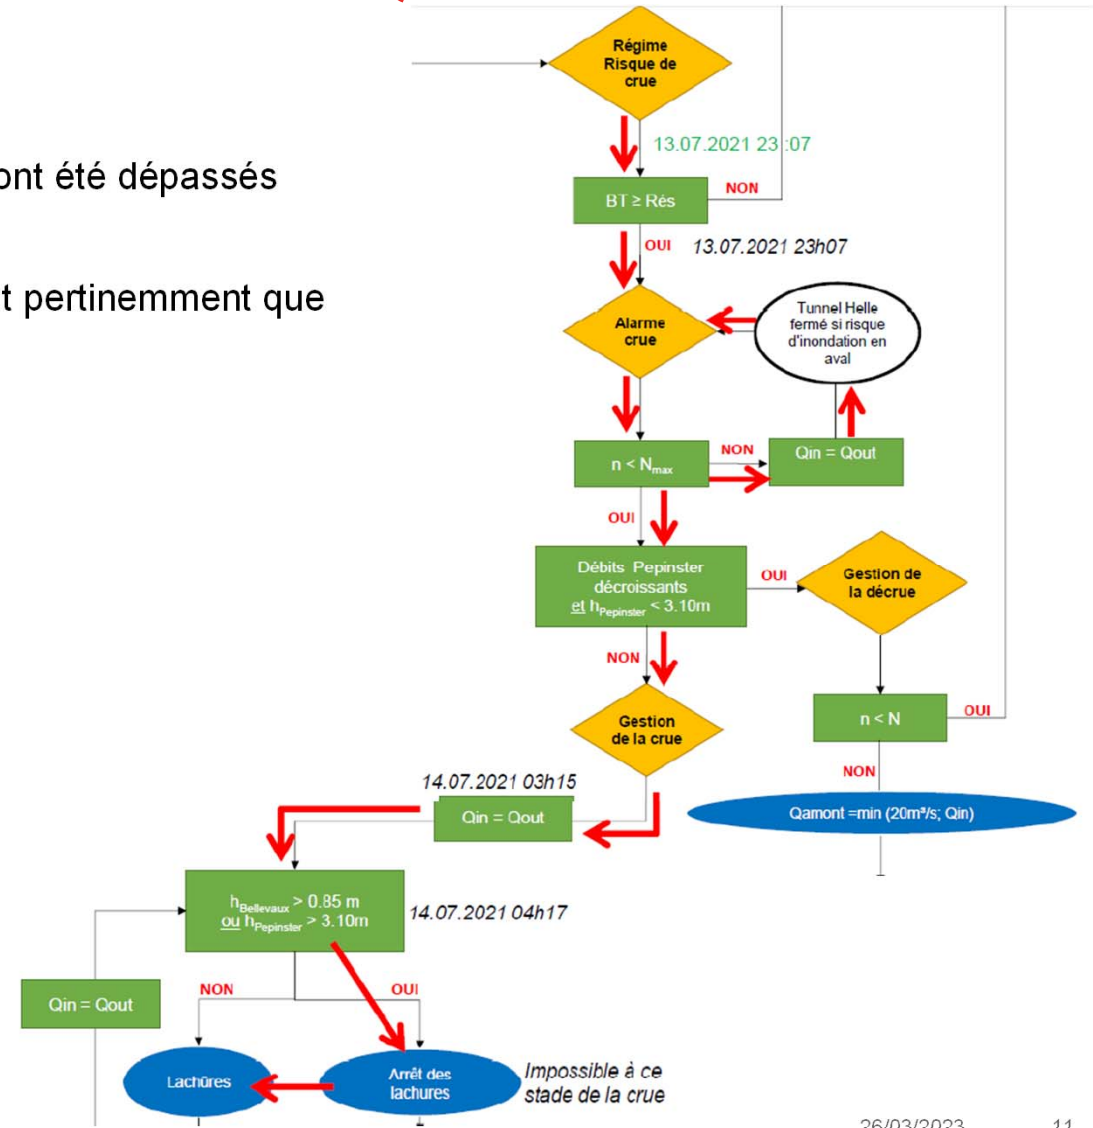 Régime
Risque de
crue
13.07.2021 23:07
ont été dépassés
BT ≥ Rés
NON
OUI
13.07.2021 23h07
t pertinemment que
Alarme
crue
Tunnel Helle
fermé si risque
d'inondation en
aval
n < Nmax
NON
Qin = Qout
OUI
Débits Pepinster
décroissants
et hPepinster < 3.10m
OUI
Gestion de
la décrue
NON
Gestion
de la crue
n < N
OUI
NON
14.07.2021 03h15
Qin = Qout
Qamont =min (20m³/s; Qin)
hBellevaux > 0.85 m
ou hPepinster > 3.10m
14.07.2021 04h17
Qin = Qout
NON
OUI
Lachûres
Arrêt des
lachures
Impossible à ce
stade de la crue
26/03/2023
11